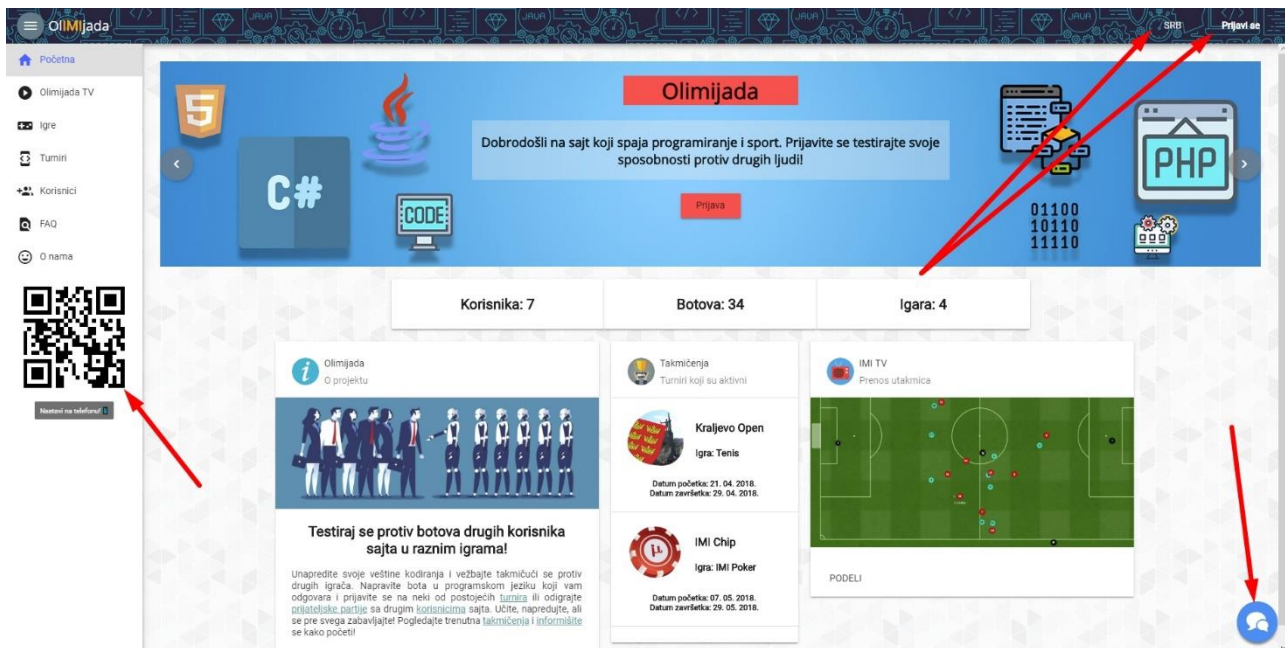 OliMIjada
SRB
Prijavi se
Početna
Olimijada TV
Igre
Turniri
Korisnici
FAQ
O nama
Nastavi na telefonu!
Olimijada
Dobrodošli na sajt koji spaja programiranje i sport. Prijavite se testirajte svoje
sposobnosti protiv drugih ljudi!
Prijava
C#
CODE
5
PHP
01100
10110
11110
Korisnika: 7
Botova: 34
Igara: 4
Olimijada
O projektu
Testiraj se protiv botova drugih korisnika
sajta u raznim igrama!
Unapredite svoje veštine kodiranja i vežbajte takmičući se protiv
drugih igrača. Napravite bota u programskom jeziku koji vam
odgovara i prijavite se na neki od postojećih turnira ili odigrajte
prijateljske partije sa drugim korisnicima sajta. Učite, napredujte, ali
se pre svega zabavljajte! Pogledajte trenutna takmičenja i informišite
se kako početi!
Takmičenja
Turniri koji su aktivni
Kraljevo Open
Igra: Tenis
Datum početka: 21. 04. 2018.
Datum završetka: 29. 04. 2018.
µ
IMI Chip
Igra: IMI Poker
Datum početka: 07. 05. 2018.
Datum završetka: 29. 05. 2018.
IMI TV
Prenos utakmica
PODELI